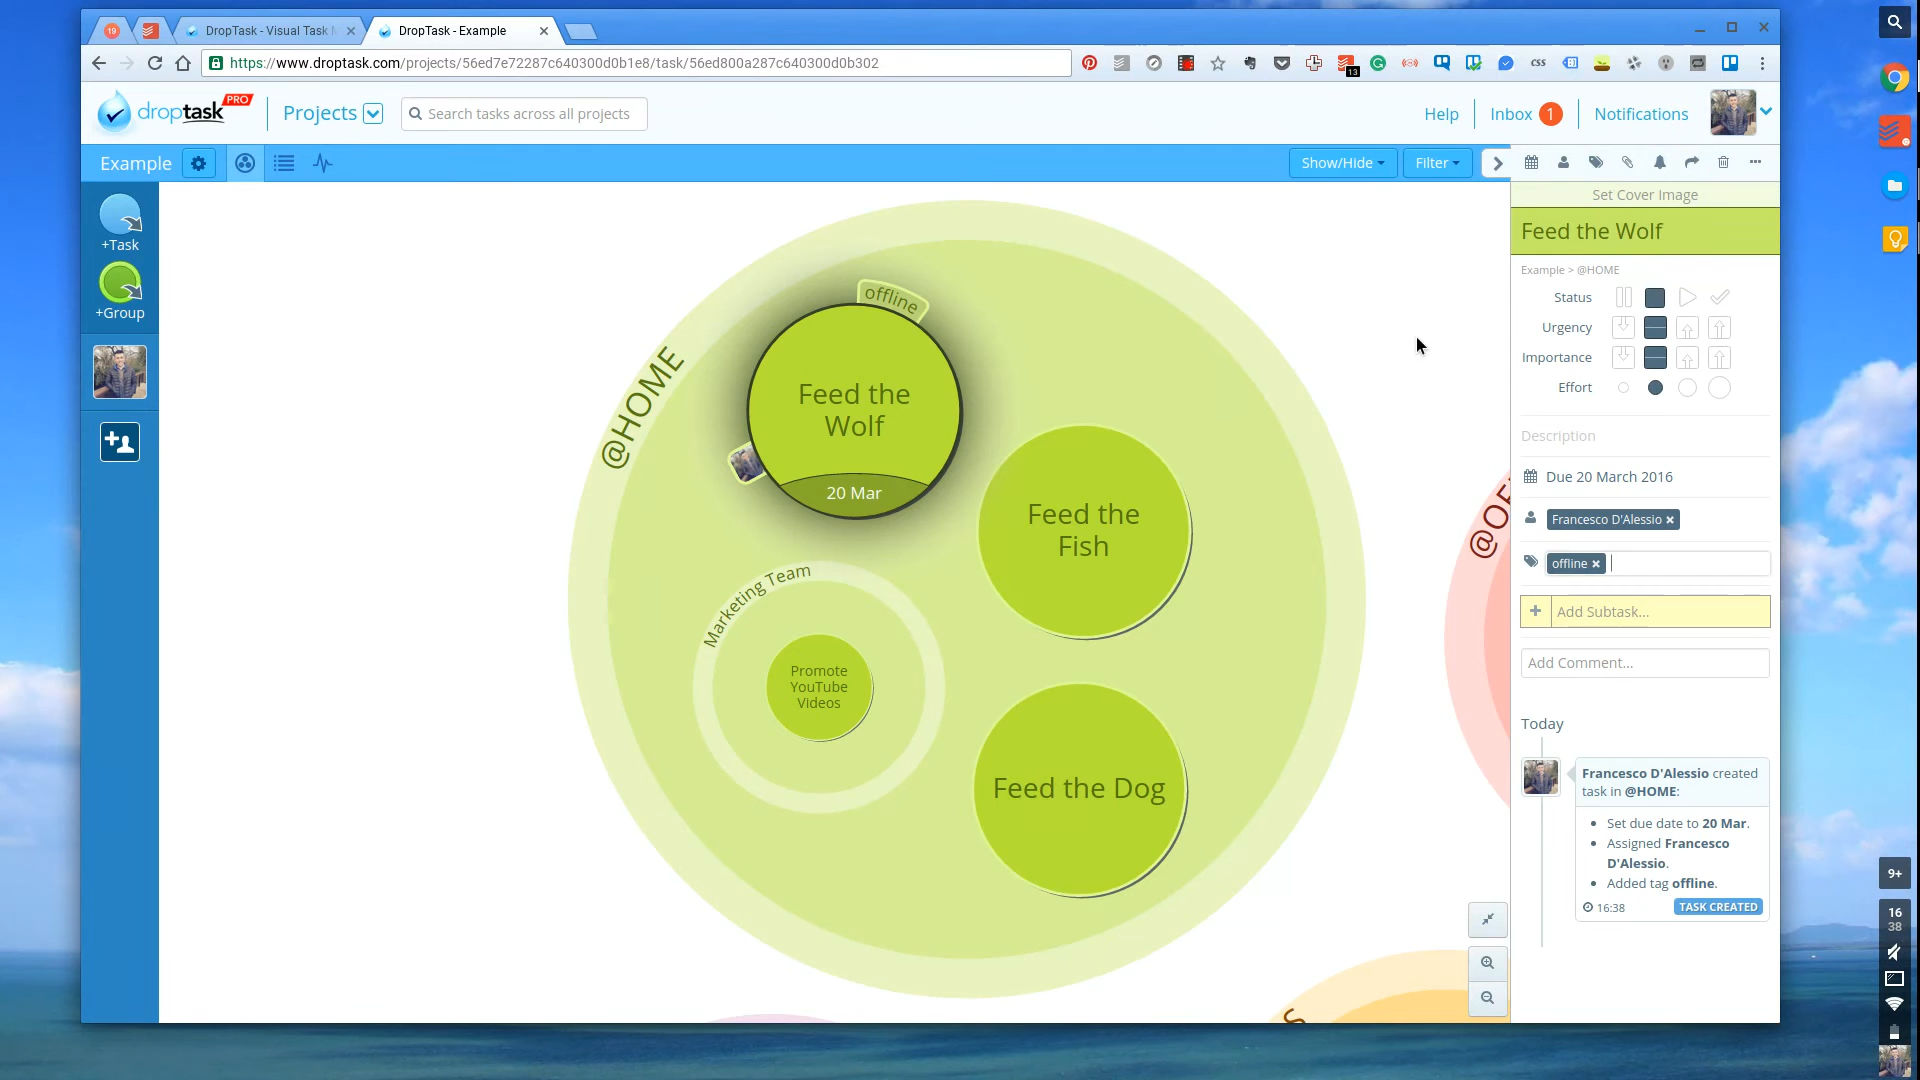 19
DropTask - Visual Task
DropTask - Example
https://www.droptask.com/projects/56ed7e72287c640300d0b1e8/task/56ed800a287c640300d0b302
13
css
droptask PRO
Projects
Search tasks across all projects
Help
Inbox 1
Notifications
Example
Show/Hide
Filter
+Task
+Group
@HOME
offline
Feed the
Wolf
20 Mar
Feed the
Fish
Marketing Team
Promote
YouTube
Videos
Feed the Dog
Set Cover Image
Feed the Wolf
Example > @HOME
Status
Urgency
Importance
Effort
Description
Due 20 March 2016
Francesco D'Alessio ×
offline ×
+ Add Subtask...
Add Comment...
Today
Francesco D'Alessio created
task in @HOME:
• Set due date to 20 Mar.
• Assigned Francesco
D'Alessio.
• Added tag offline.
16:38
TASK CREATED
9+
16
38